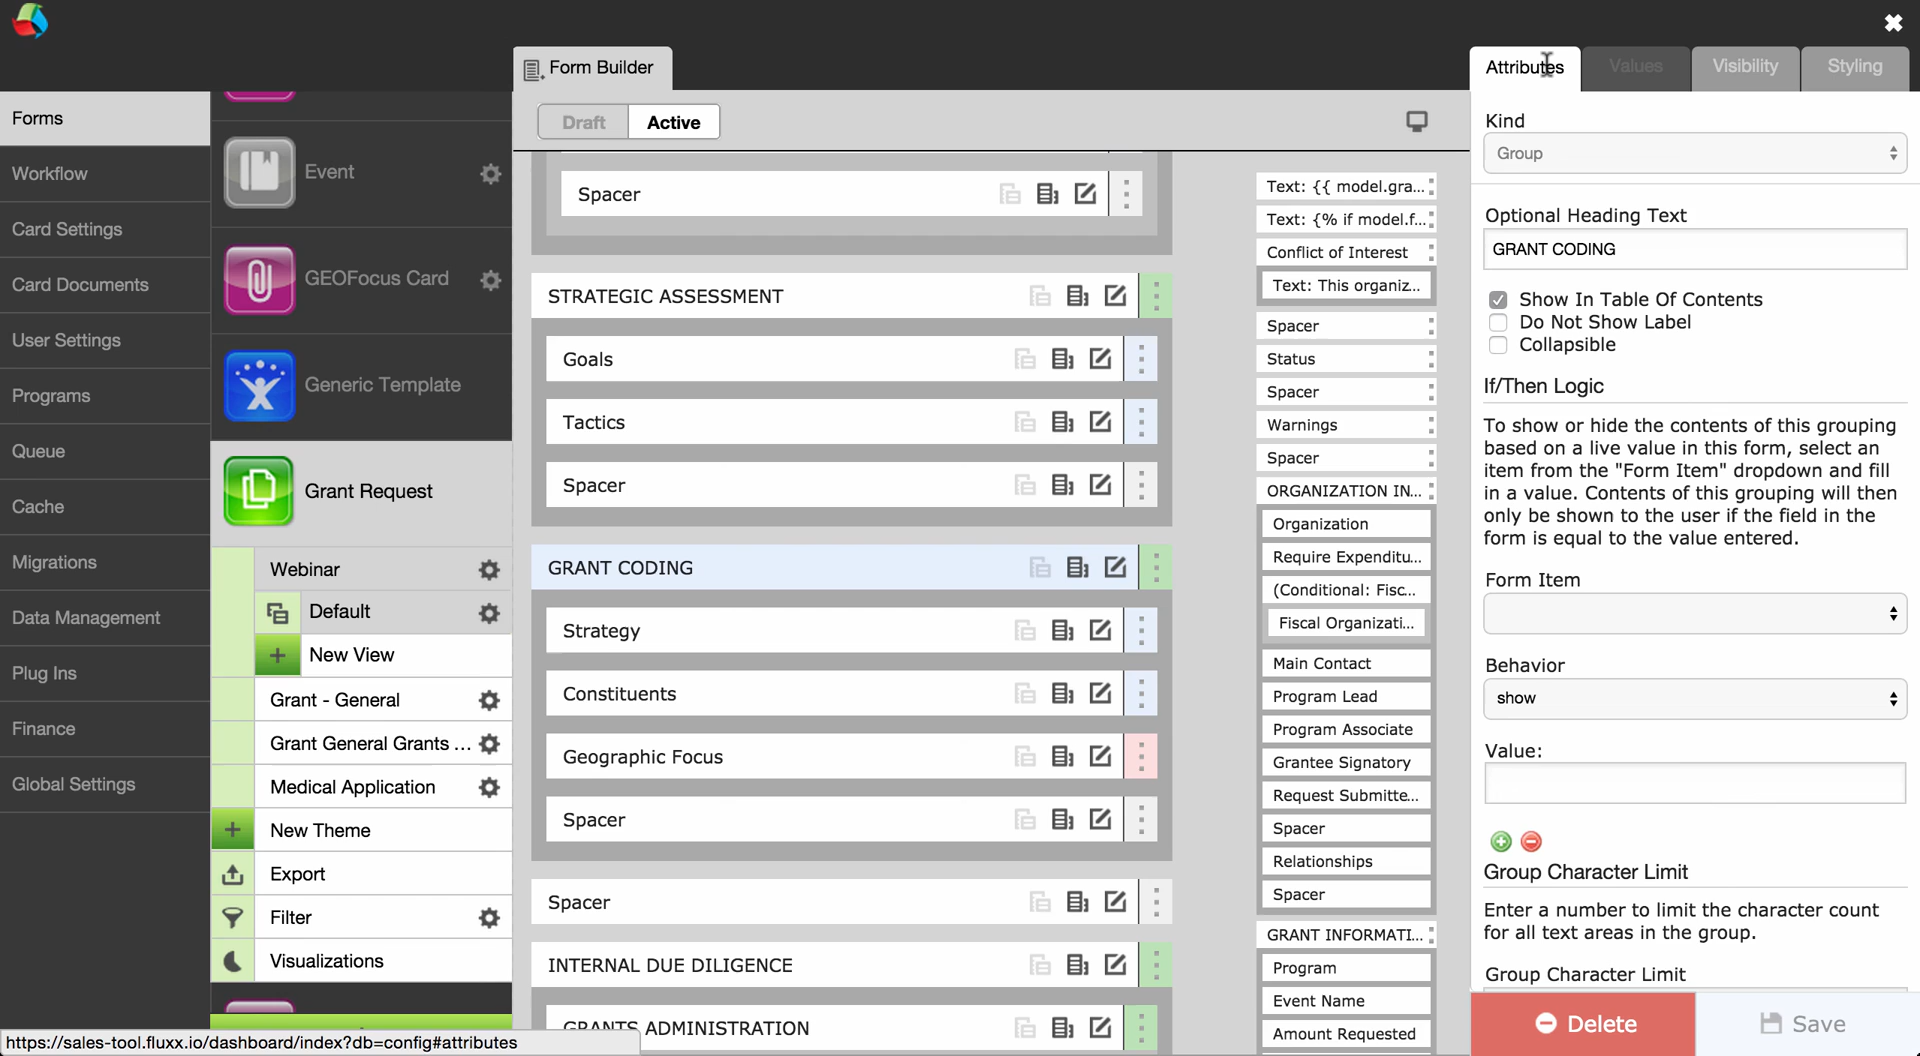 Form Builder
Attributes
Values
Visibility
Styling
Forms
Workflow
Card Settings
Card Documents
User Settings
Programs
Queue
Cache
Migrations
Data Management
Plug Ins
Finance
Global Settings
Event
GEOFocus Card
Generic Template
Grant Request
Webinar
Default
New View
Grant - General
Grant General Grants ...
Medical Application
New Theme
Export
Filter
Visualizations
https://sales-tool.fluxx.io/dashboard/index?db=config#attributes
Draft
Active
Spacer
STRATEGIC ASSESSMENT
Goals
Tactics
Spacer
GRANT CODING
Strategy
Constituents
Geographic Focus
Spacer
Spacer
INTERNAL DUE DILIGENCE
GRANTS ADMINISTRATION
Text: {{ model.gra...
Text: {% if model.f...
Conflict of Interest
Text: This organiz...
Spacer
Status
Spacer
Warnings
Spacer
ORGANIZATION IN...
Organization
Require Expenditu...
(Conditional: Fisc...
Fiscal Organizati...
Main Contact
Program Lead
Program Associate
Grantee Signatory
Request Submitte...
Spacer
Relationships
Spacer
GRANT INFORMATI...
Program
Event Name
Amount Requested
Kind
Group
Optional Heading Text
GRANT CODING
Show In Table Of Contents
Do Not Show Label
Collapsible
If/Then Logic
To show or hide the contents of this grouping
based on a live value in this form, select an
item from the "Form Item" dropdown and fill
in a value. Contents of this grouping will then
only be shown to the user if the field in the
form is equal to the value entered.
Form Item
Behavior
show
Value:
Group Character Limit
Enter a number to limit the character count
for all text areas in the group.
Group Character Limit
Delete
Save